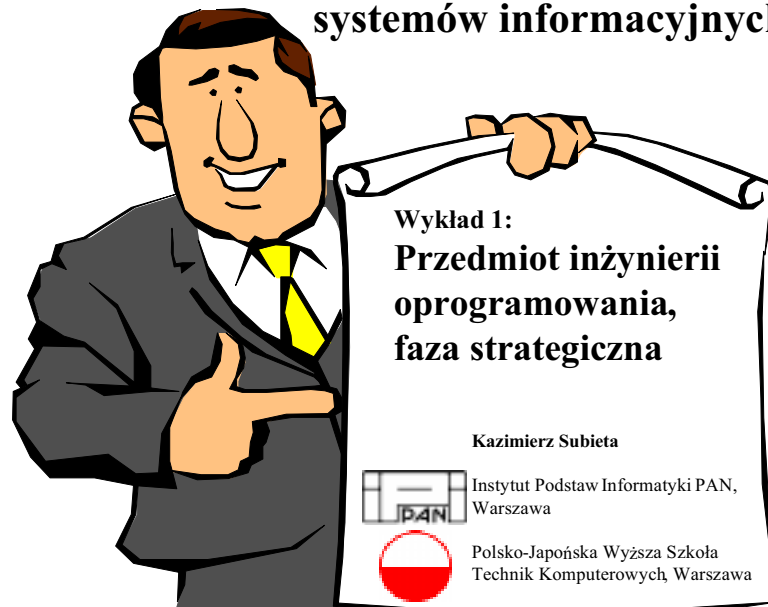 systemów informacyjnych
Wykład 1:
Przedmiot inżynierii
oprogramowania,
faza strategiczna
Kazimierz Subieta
Instytut Podstaw Informatyki PAN,
Warszawa
PAN
Polsko-Japońska Wyższa Szkoła
Technik Komputerowych, Warszawa